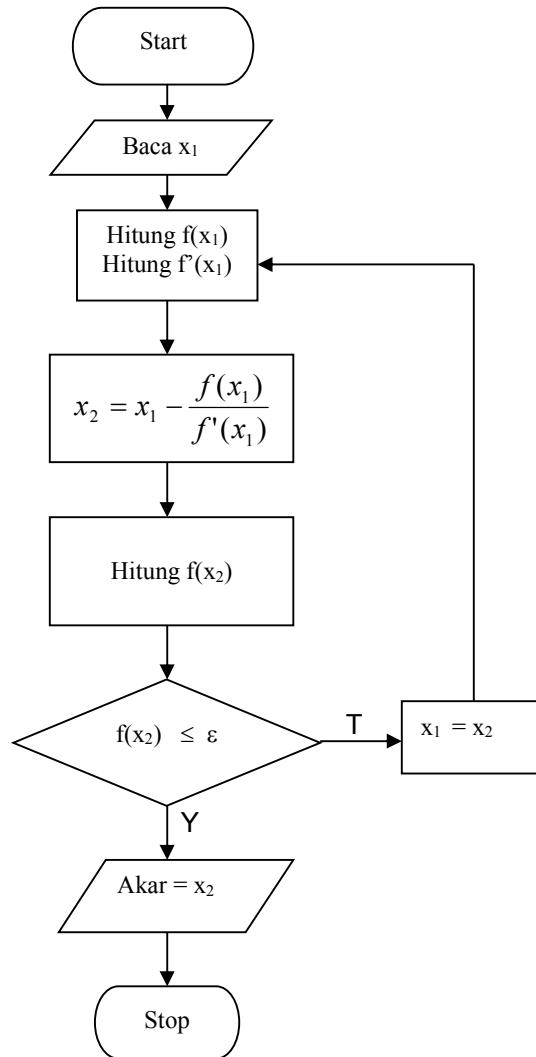 Start
Baca x₁
Hitung f(x₁)
Hitung f’(x₁)
x₂ = x₁ − f(x₁) / f'(x₁)
Hitung f(x₂)
f(x₂) ≤ ε
T
x₁ = x₂
Y
Akar = x₂
Stop